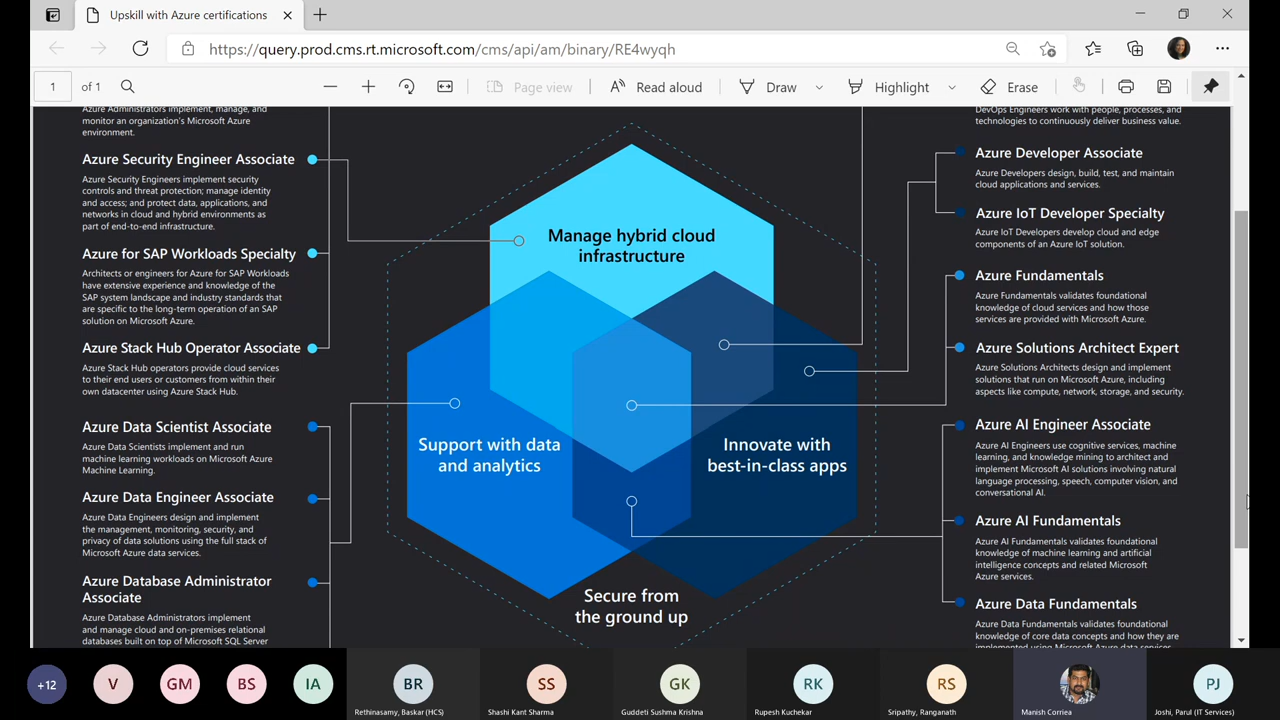 Upskill with Azure certifications
https://query.prod.cms.rt.microsoft.com/cms/api/am/binary/RE4wyqh
1 of 1
Page view
Read aloud
Draw
Highlight
Erase
Azure Administrators implement, manage, and
monitor an organization's Microsoft Azure
environment.
Azure Security Engineer Associate
Azure Security Engineers implement security
controls and threat protection; manage identity
and access; and protect data, applications, and
networks in cloud and hybrid environments as
part of end-to-end infrastructure.
Azure for SAP Workloads Specialty
Architects or engineers for Azure for SAP Workloads
have extensive experience and knowledge of the
SAP system landscape and industry standards that
are specific to the long-term operation of an SAP
solution on Microsoft Azure.
Azure Stack Hub Operator Associate
Azure Stack Hub operators provide cloud services
to their end users or customers from within their
own datacenter using Azure Stack Hub.
Azure Data Scientist Associate
Azure Data Scientists implement and run
machine learning workloads on Microsoft Azure
Machine Learning.
Azure Data Engineer Associate
Azure Data Engineers design and implement
the management, monitoring, security, and
privacy of data solutions using the full stack of
Microsoft Azure data services.
Azure Database Administrator
Associate
Azure Database Administrators implement
and manage cloud and on-premises relational
databases built on top of Microsoft SQL Server
Manage hybrid cloud
infrastructure
Support with data
and analytics
Innovate with
best-in-class apps
Secure from
the ground up
DevOps Engineers work with people, processes, and
technologies to continuously deliver business value.
Azure Developer Associate
Azure Developers design, build, test, and maintain
cloud applications and services.
Azure IoT Developer Specialty
Azure IoT Developers develop cloud and edge
components of an Azure IoT solution.
Azure Fundamentals
Azure Fundamentals validates foundational
knowledge of cloud services and how those
services are provided with Microsoft Azure.
Azure Solutions Architect Expert
Azure Solutions Architects design and implement
solutions that run on Microsoft Azure, including
aspects like compute, network, storage, and security.
Azure AI Engineer Associate
Azure AI Engineers use cognitive services, machine
learning, and knowledge mining to architect and
implement Microsoft AI solutions involving natural
language processing, speech, computer vision, and
conversational AI.
Azure AI Fundamentals
Azure AI Fundamentals validates foundational
knowledge of machine learning and artificial
intelligence concepts and related Microsoft
Azure services.
Azure Data Fundamentals
Azure Data Fundamentals validates foundational
knowledge of core data concepts and how they are
implemented using Microsoft Azure data services
+12
V
GM
BS
IA
BR
SS
GK
RK
RS
PJ
Rethinasamy, Baskar (HCS)
Shashi Kant Sharma
Guddeti Sushma Krishna
Rupesh Kuchekar
Sripathy, Ranganath
Manish Corriea
Joshi, Parul (IT Services)